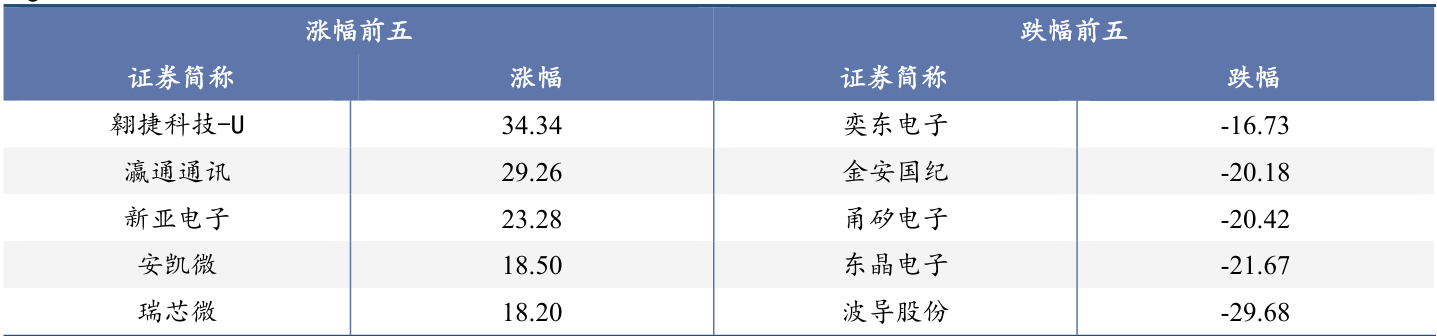 涨幅前五 跌幅前五
证券简称 涨幅 证券简称 跌幅
翱捷科技-U 34.34 奕东电子 -16.73
瀛通通讯 29.26 金安国纪 -20.18
新亚电子 23.28 甬矽电子 -20.42
安凯微 18.50 东晶电子 -21.67
瑞芯微 18.20 波导股份 -29.68